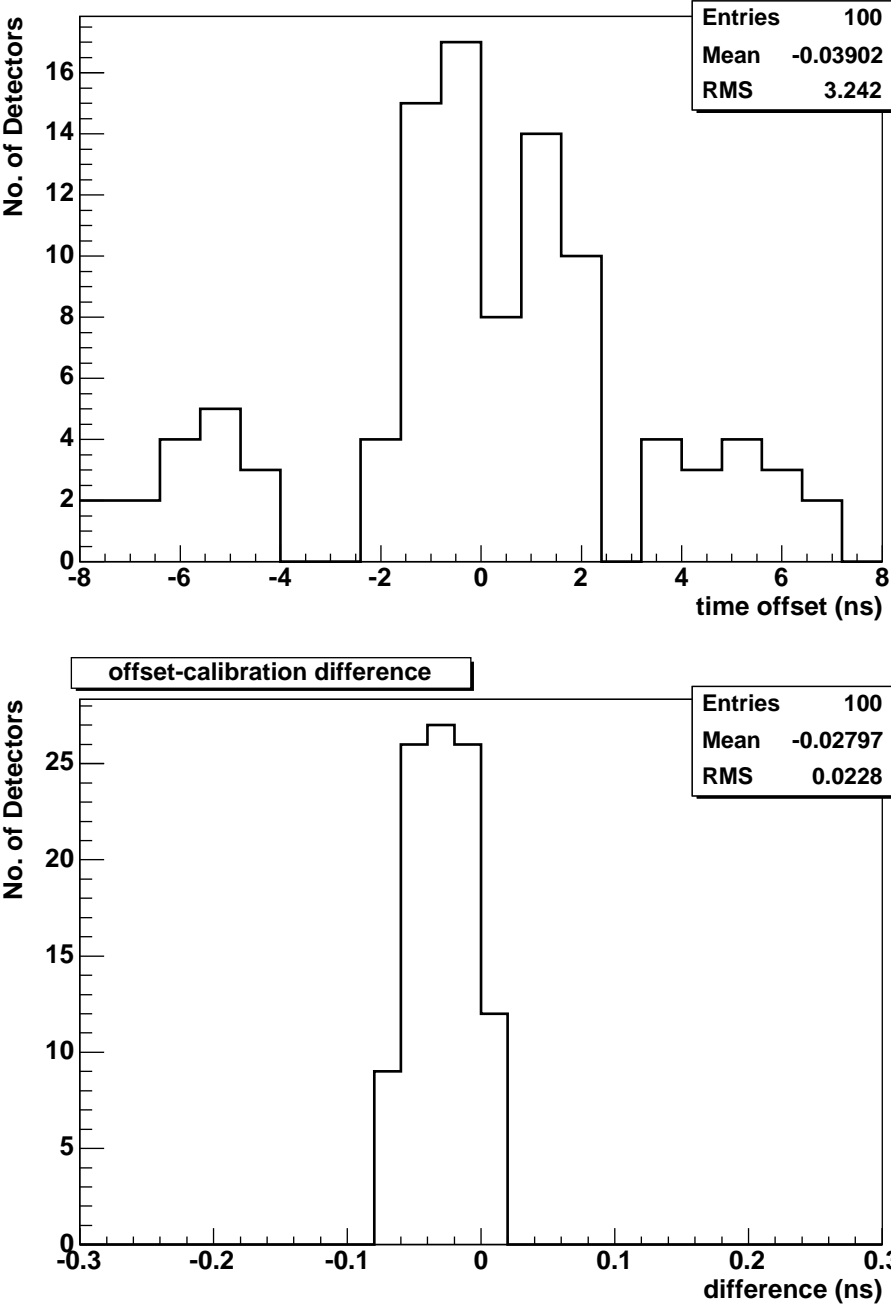 Entries 100
Mean -0.03902
RMS 3.242
No. of Detectors
16
14
12
10
8
6
4
2
0
-8 -6 -4 -2 0 2 4 6 8
time offset (ns)
offset-calibration difference
Entries 100
Mean -0.02797
RMS 0.0228
No. of Detectors
25
20
15
10
5
0
-0.3 -0.2 -0.1 0 0.1 0.2 0.3
difference (ns)